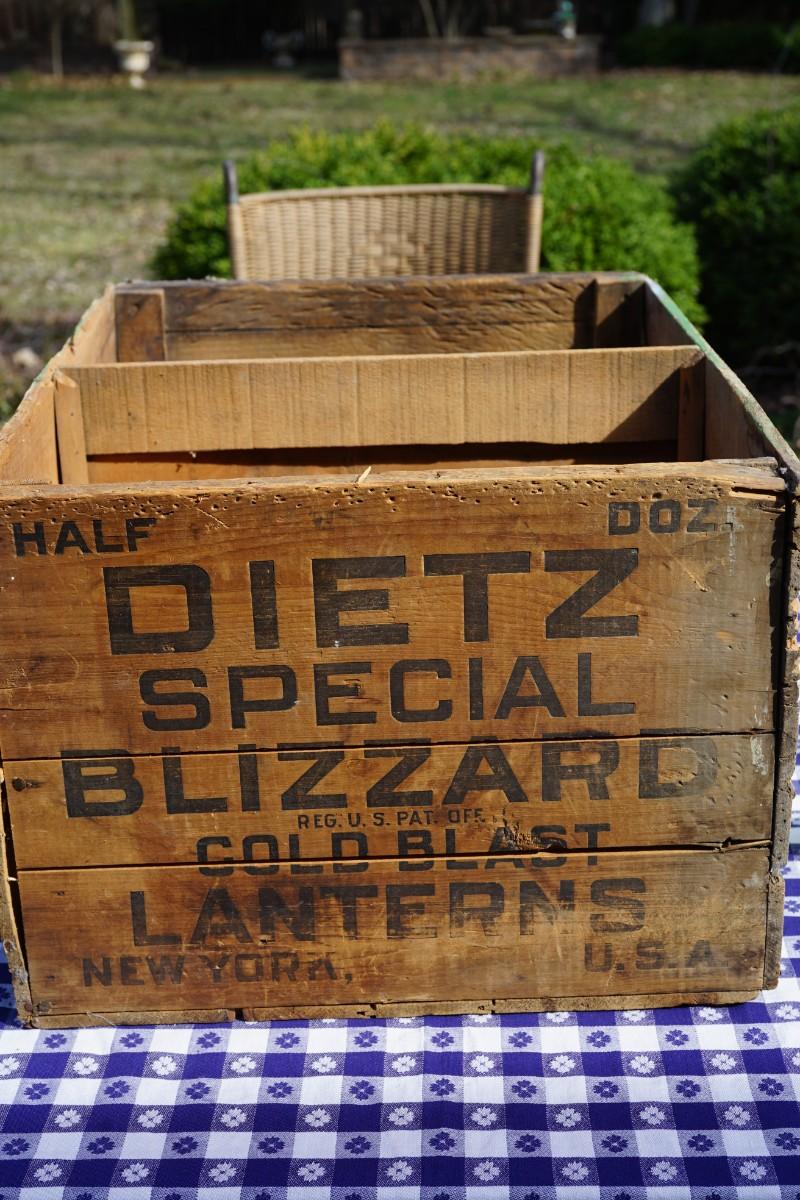 HALF DOZ.
DIETZ
SPECIAL
BLIZZARD
REG. U. S. PAT. OFF.
COLD BLAST
LANTERNS
NEW YORK, U.S.A.